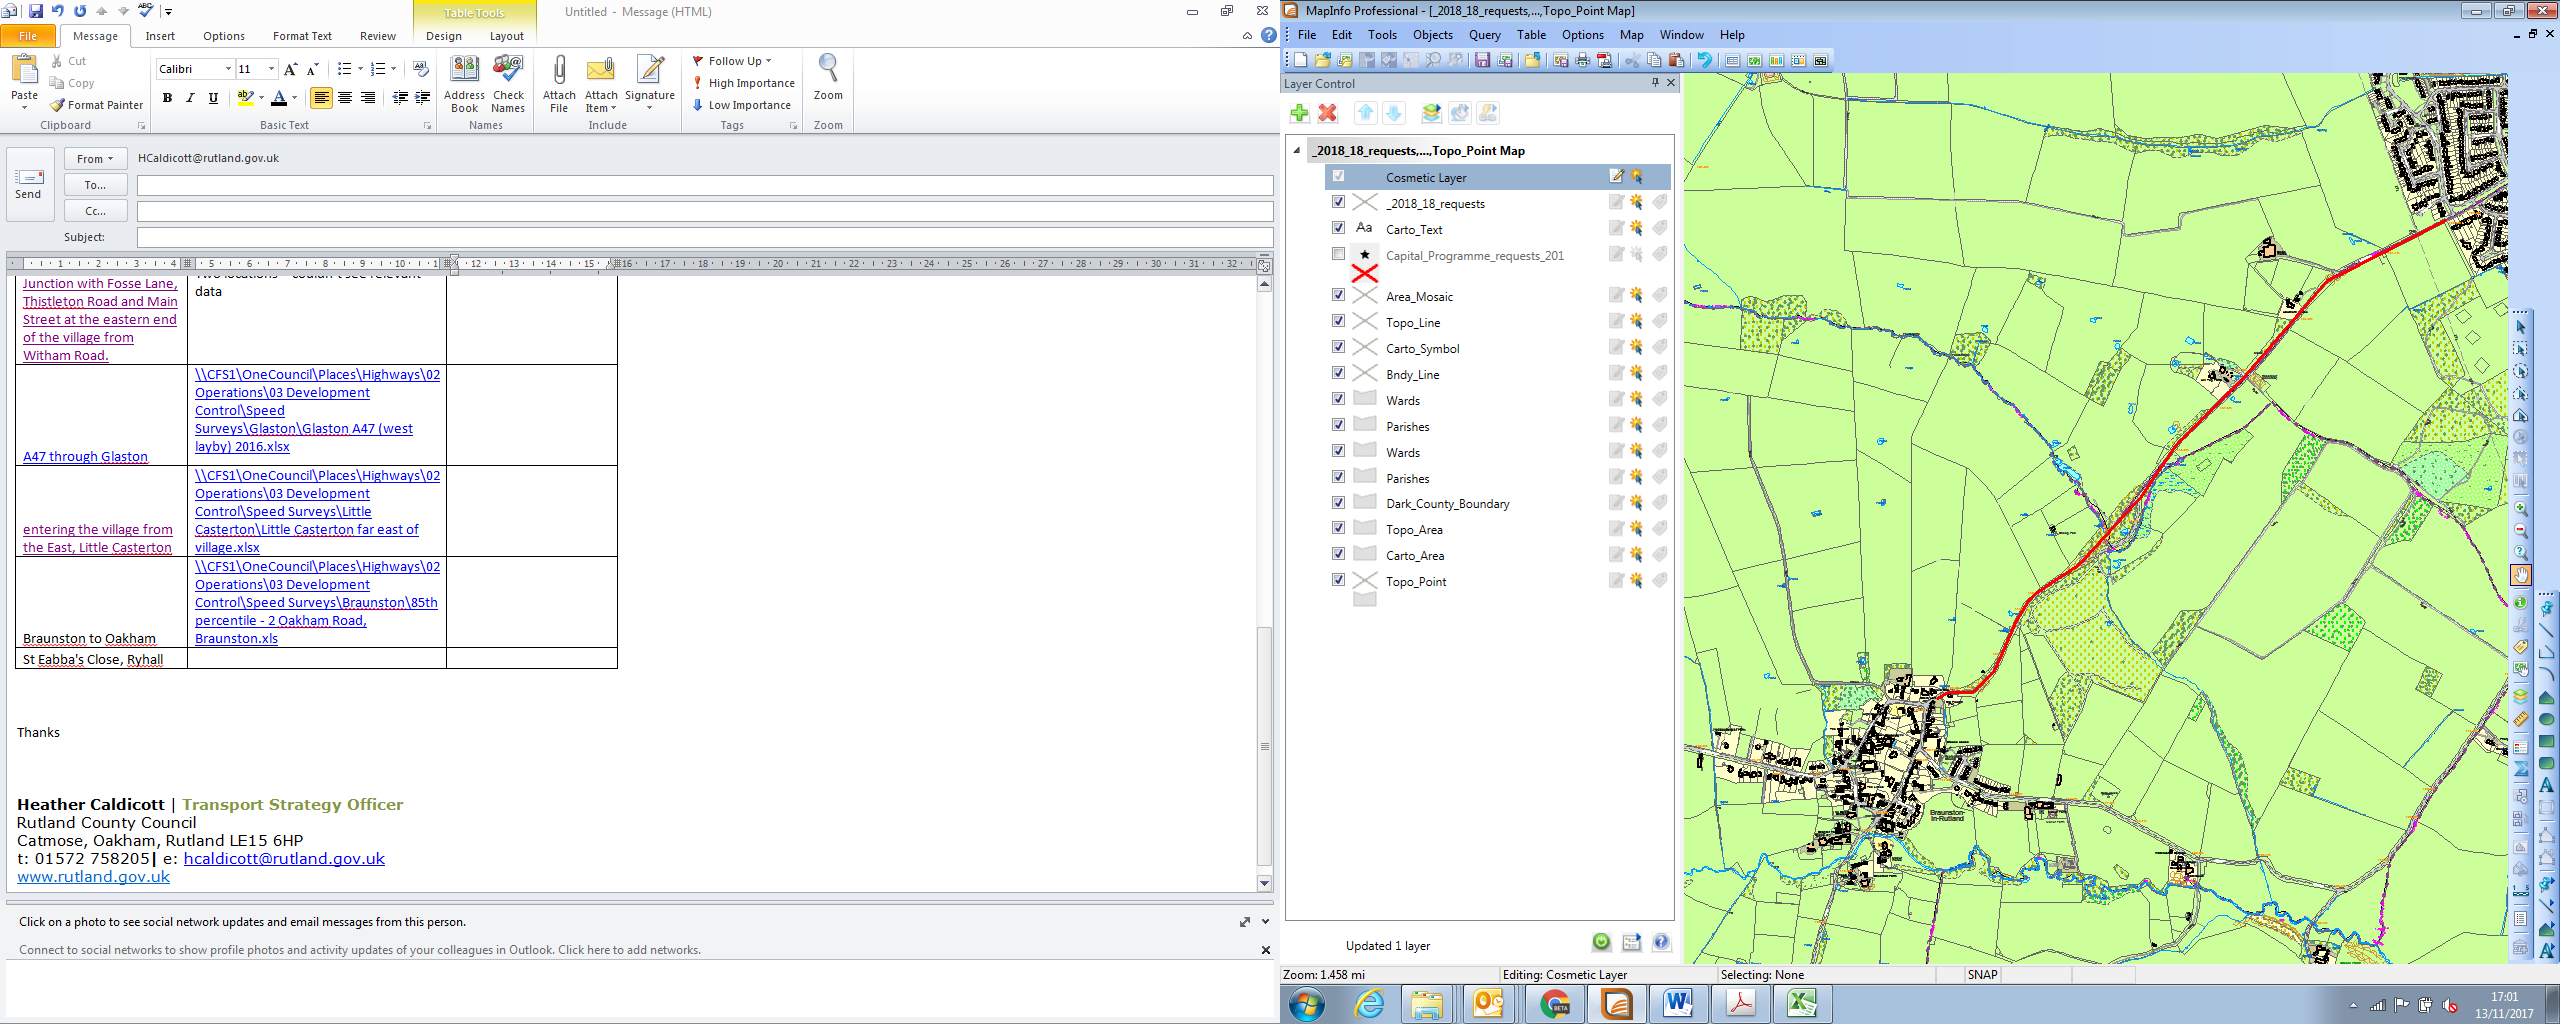 Table Tools
Untitled - Message (HTML)
File
Message
Insert
Options
Format Text
Review
Design
Layout
Paste
Cut
Copy
Format Painter
Clipboard
Calibri
11
Basic Text
Address Book
Check Names
Names
Attach File
Attach Item
Signature
Include
Follow Up
High Importance
Low Importance
Tags
Zoom
Zoom
Send
From
HCaldicott@rutland.gov.uk
To...
Cc...
Subject:
data
Junction with Fosse Lane,
Thistleton Road and Main
Street at the eastern end
of the village from
Witham Road.
\\CFS1\OneCouncil\Places\Highways\02
Operations\03 Development
Control\Speed
Surveys\Glaston\Glaston A47 (west
layby) 2016.xlsx
A47 through Glaston
\\CFS1\OneCouncil\Places\Highways\02
Operations\03 Development
Control\Speed Surveys\Little
Casterton\Little Casterton far east of
village.xlsx
entering the village from
the East, Little Casterton
\\CFS1\OneCouncil\Places\Highways\02
Operations\03 Development
Control\Speed Surveys\Braunston\85th
percentile - 2 Oakham Road,
Braunston.xls
Braunston to Oakham
St Eabba's Close, Ryhall
Thanks
Heather Caldicott | Transport Strategy Officer
Rutland County Council
Catmose, Oakham, Rutland LE15 6HP
t: 01572 758205| e: hcaldicott@rutland.gov.uk
www.rutland.gov.uk
Click on a photo to see social network updates and email messages from this person.
Connect to social networks to show profile photos and activity updates of your colleagues in Outlook. Click here to add networks.
MapInfo Professional - [_2018_18_requests,...,Topo_Point Map]
File Edit Tools Objects Query Table Options Map Window Help
Layer Control
_2018_18_requests,...,Topo_Point Map
Cosmetic Layer
_2018_18_requests
Aa Carto_Text
Capital_Programme_requests_201
Area_Mosaic
Topo_Line
Carto_Symbol
Bndy_Line
Wards
Parishes
Wards
Parishes
Dark_County_Boundary
Topo_Area
Carto_Area
Topo_Point
Updated 1 layer
Braunston-
in-Rutland
Zoom: 1.458 mi
Editing: Cosmetic Layer
Selecting: None
SNAP
BETA
17:01
13/11/2017